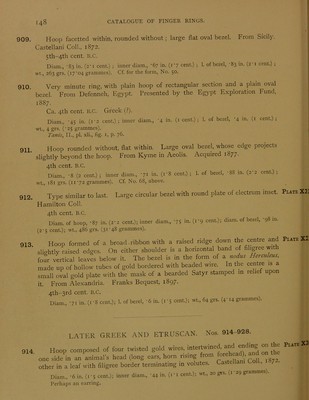 148 CATALOGUE OF FINGER RINGS.
909. Hoop facetted within, rounded without; large flat oval bezel. From Sicily.
Castellani Coll., 1872.
5th-4th cent. B.C.
Diam., ·83 in. (2·1 cent.); inner diam., ·67 in. (1·7 cent.); l. of bezel, ·83 in. (2·1 cent.);
wt., 263 grs. (17·04 grammes). Cf. for the form, No. 50.
910. Very minute ring, with plain hoop of rectangular section and a plain oval
bezel. From Defenneh, Egypt. Presented by the Egypt Exploration Fund,
1887.
Ca. 4th cent. B.C. Greek (?).
Diam., ·45 in. (1·2 cent.); inner diam., ·4 in. (1 cent.); l. of bezel, ·4 in. (1 cent.);
wt., 4 grs. (·25 grammes).
Tanis, II., pl. xli., fig. 2, p. 76.
911. Hoop rounded without, flat within. Large oval bezel, whose edge projects
slightly beyond the hoop. From Kyme in Aeolis. Acquired 1877.
4th cent. B.C.
Diam., ·8 (2 cent.); inner diam., ·72 in. (1·8 cent.); l. of bezel, ·88 in. (2·2 cent.);
wt., 181 grs. (11·72 grammes). Cf. No. 68, above.
912. Type similar to last. Large circular bezel with round plate of electrum inset. PLATE
Hamilton Coll.
4th cent. B.C.
Diam. of hoop, ·87 in. (2·2 cent.); inner diam., ·75 in. (1·9 cent.); diam. of bezel, ·98 in.
(2·5 cent.); wt., 486 grs. (31·48 grammes).
913. Hoop formed of a broad ribbon with a raised ridge down the centre and PLATE
slightly raised edges. On either shoulder is a horizontal band of filigree with
four vertical leaves below it. The bezel is in the form of a nodus Herculeus,
made up of hollow tubes of gold bordered with beaded wire. In the centre is a
small oval gold plate with the mask of a bearded Satyr stamped in relief upon
it. From Alexandria. Franks Bequest, 1897.
4th-3rd cent. B.C.
Diam., ·71 in. (1·8 cent.); l. of bezel, ·6 in. (1·5 cent.); wt., 64 grs. (4·14 grammes).
LATER GREEK AND ETRUSCAN. Nos. 914-928.
914. Hoop composed of four twisted gold wires, intertwined, and ending on the PLATE
one side in an animal's head (long ears, horn rising from forehead), and on the
other in a leaf with filigree border terminating in volutes. Castellani Coll., 1872.
Diam., ·6 in. (1·5 cent.); inner diam., ·44 in. (1·1 cent.); wt., 20 grs. (1·29 grammes).
Perhaps an earring.